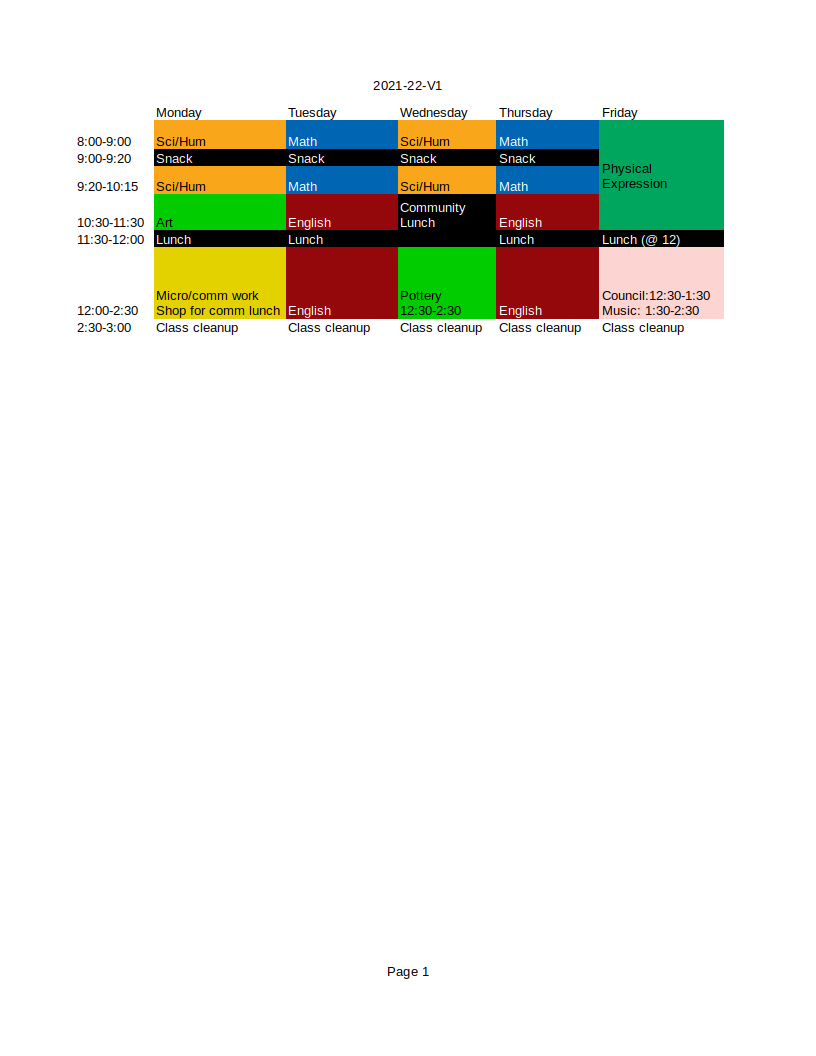 2021-22-V1
Monday Tuesday Wednesday Thursday Friday
8:00-9:00 Sci/Hum Math Sci/Hum Math
9:00-9:20 Snack Snack Snack Snack
Physical
Expression
9:20-10:15 Sci/Hum Math Sci/Hum Math
Community
10:30-11:30 Art English Lunch English
11:30-12:00 Lunch Lunch Lunch Lunch (@ 12)
Micro/comm work Pottery Council:12:30-1:30
12:00-2:30 Shop for comm lunch English 12:30-2:30 English Music: 1:30-2:30
2:30-3:00 Class cleanup Class cleanup Class cleanup Class cleanup Class cleanup
Page 1